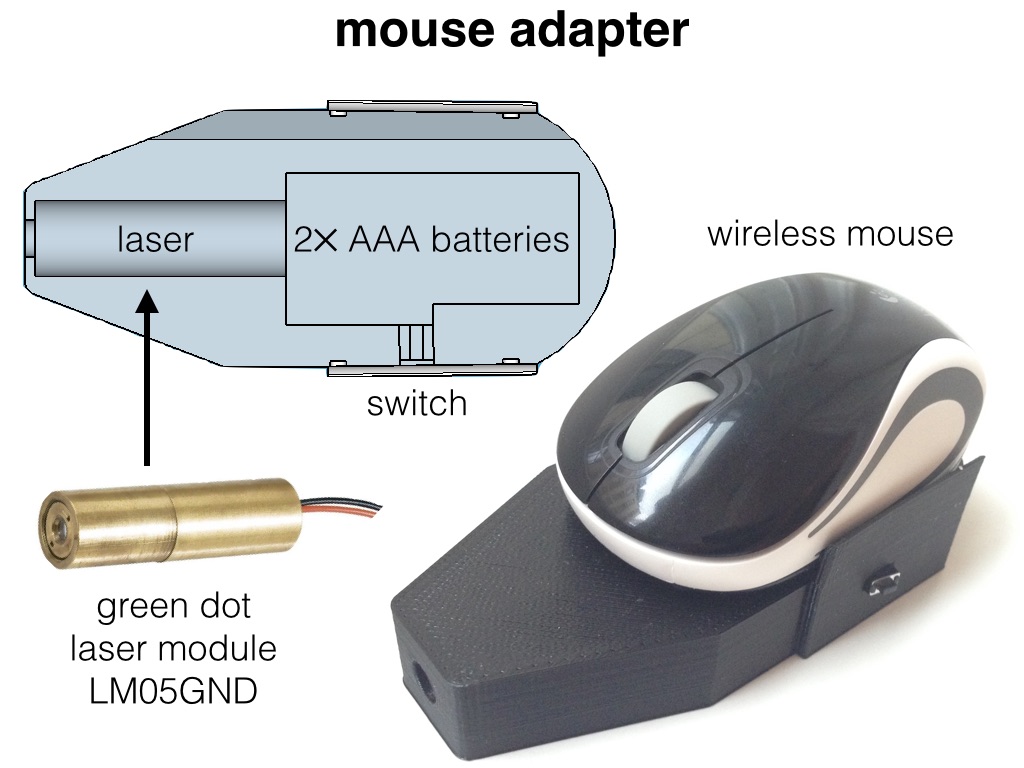 mouse adapter
laser
2× AAA batteries
wireless mouse
switch
green dot
laser module
LM05GND